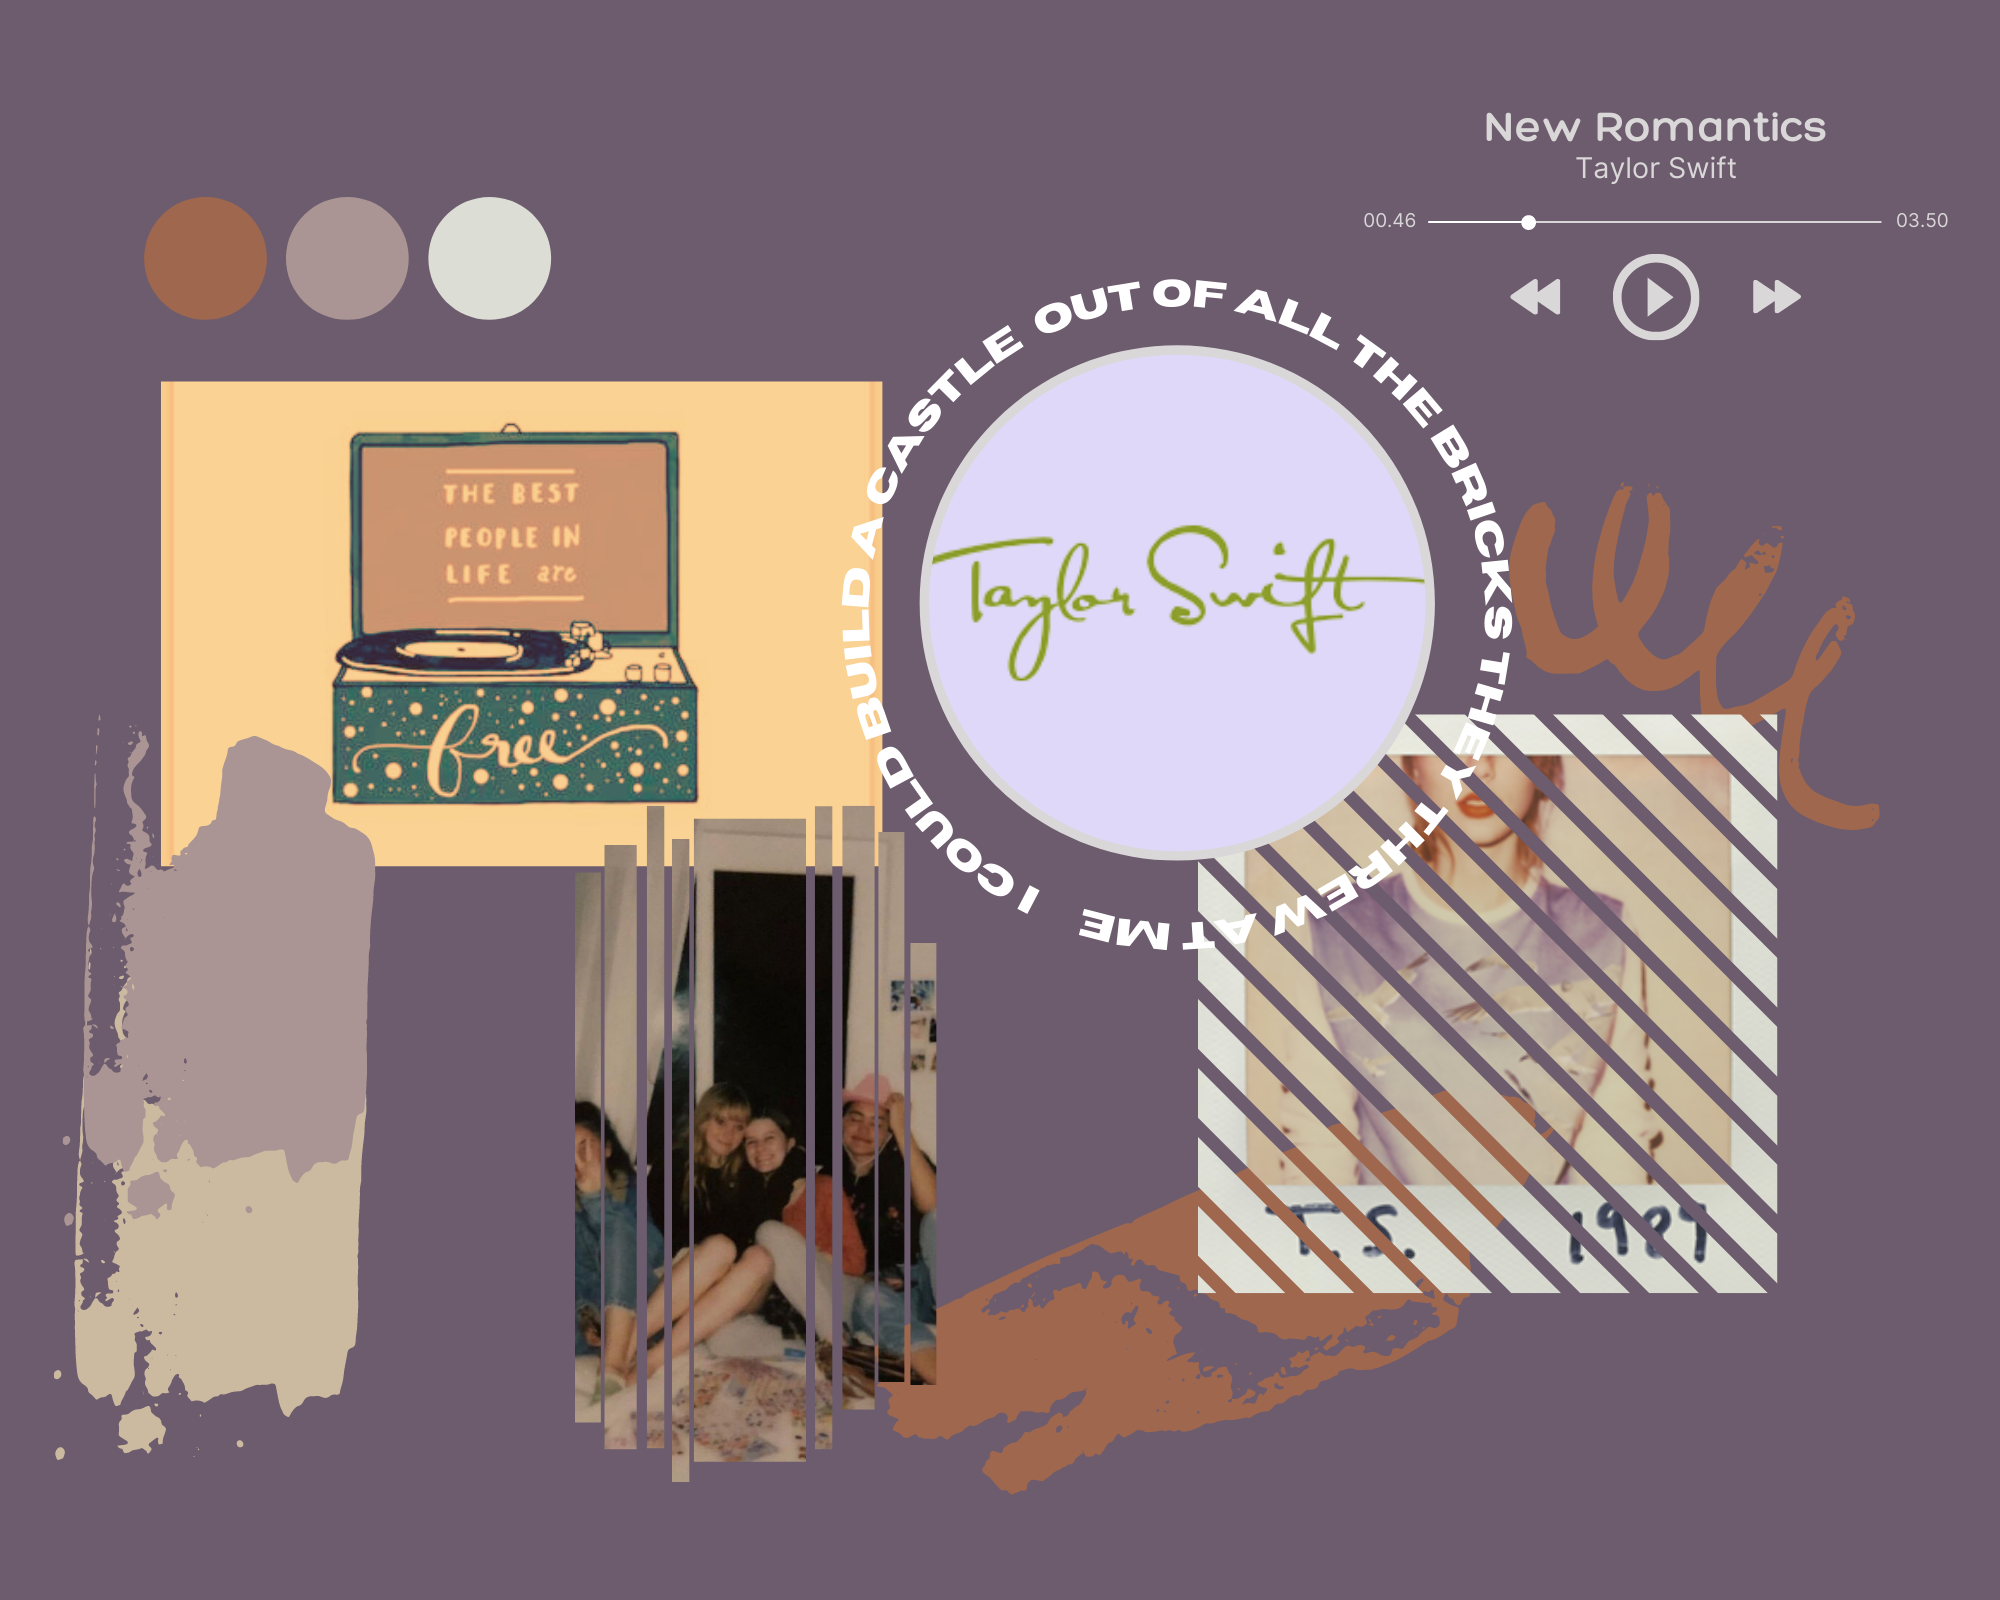 New Romantics
Taylor Swift
00.46 03.50
I COULD BUILD A CASTLE OUT OF ALL THE BRICKS THEY THREW AT ME
THE BEST
PEOPLE IN
LIFE are
free
Taylor Swift
T.S. 1989